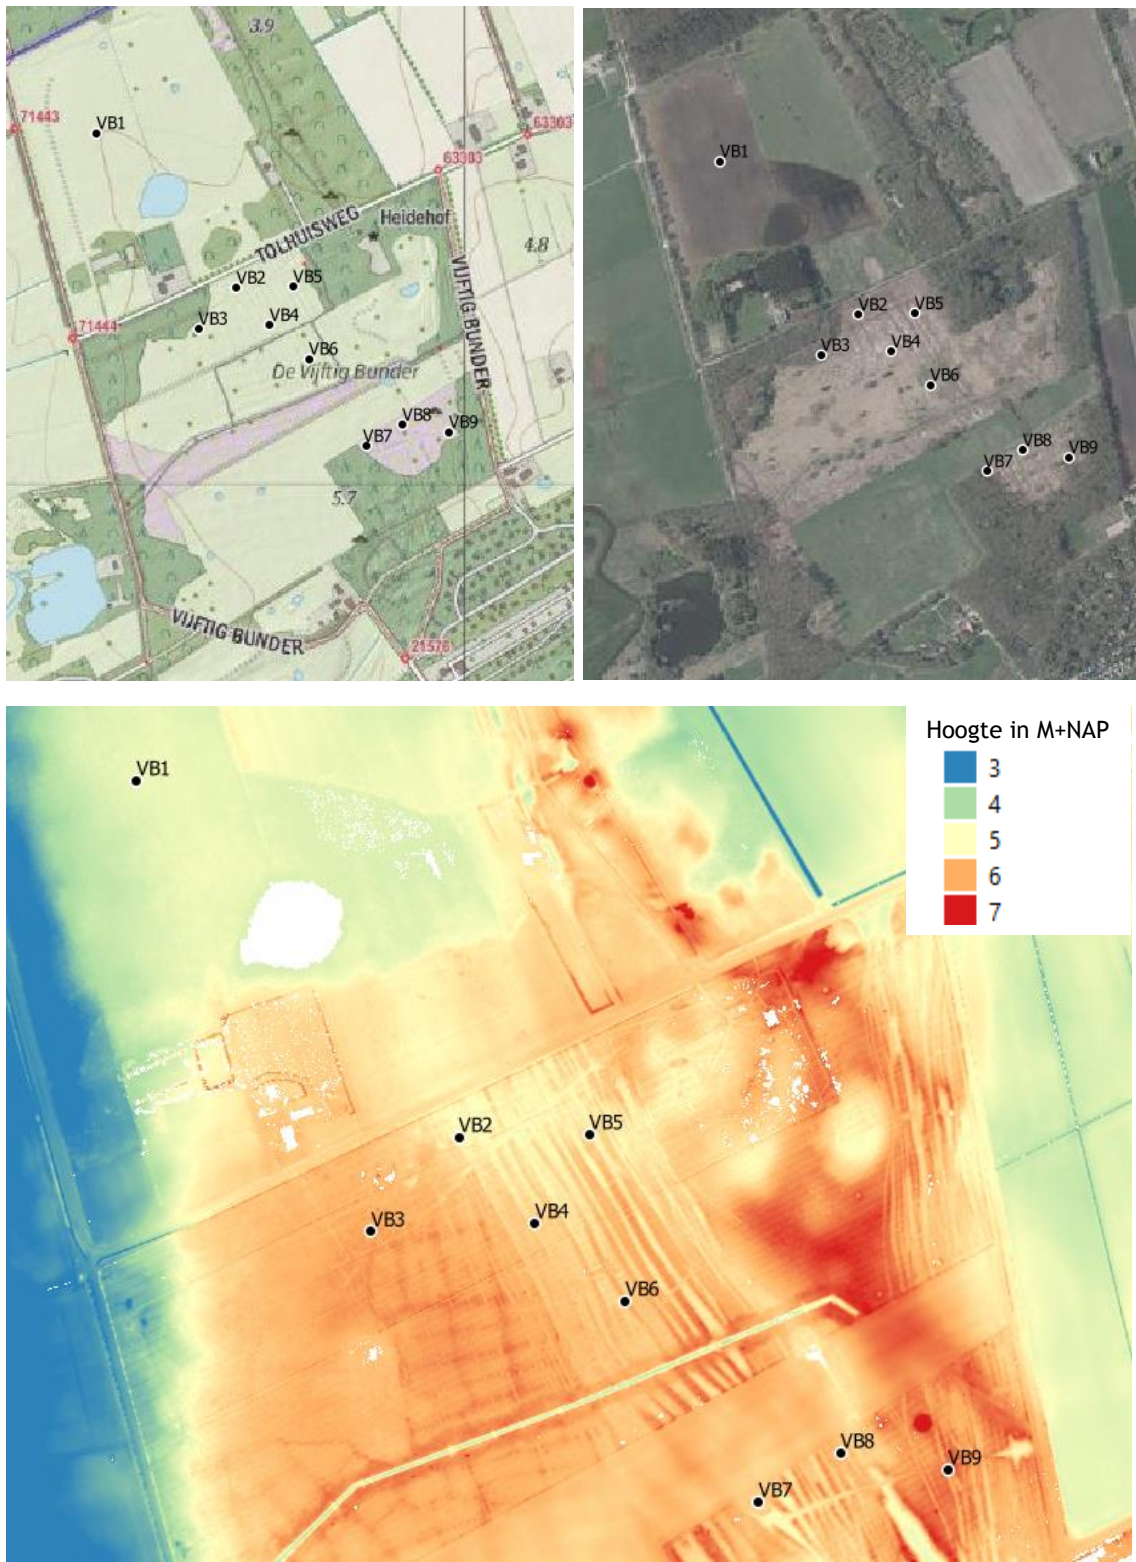 3.9
71443
VB1
63303
63303
TOLHUISWEG
Heidehof
4.8
VB2
VB5
VB3
VB4
71444
VIJFTIG BUNDER
VB6
De Vijftig Bunder
VB8
VB9
VB7
5.7
VIJFTIG BUNDER
21576
VB1
VB2
VB5
VB3
VB4
VB6
VB8
VB7
VB9
Hoogte in M+NAP
3
4
5
6
7
VB1
VB2
VB5
VB3
VB4
VB6
VB8
VB9
VB7